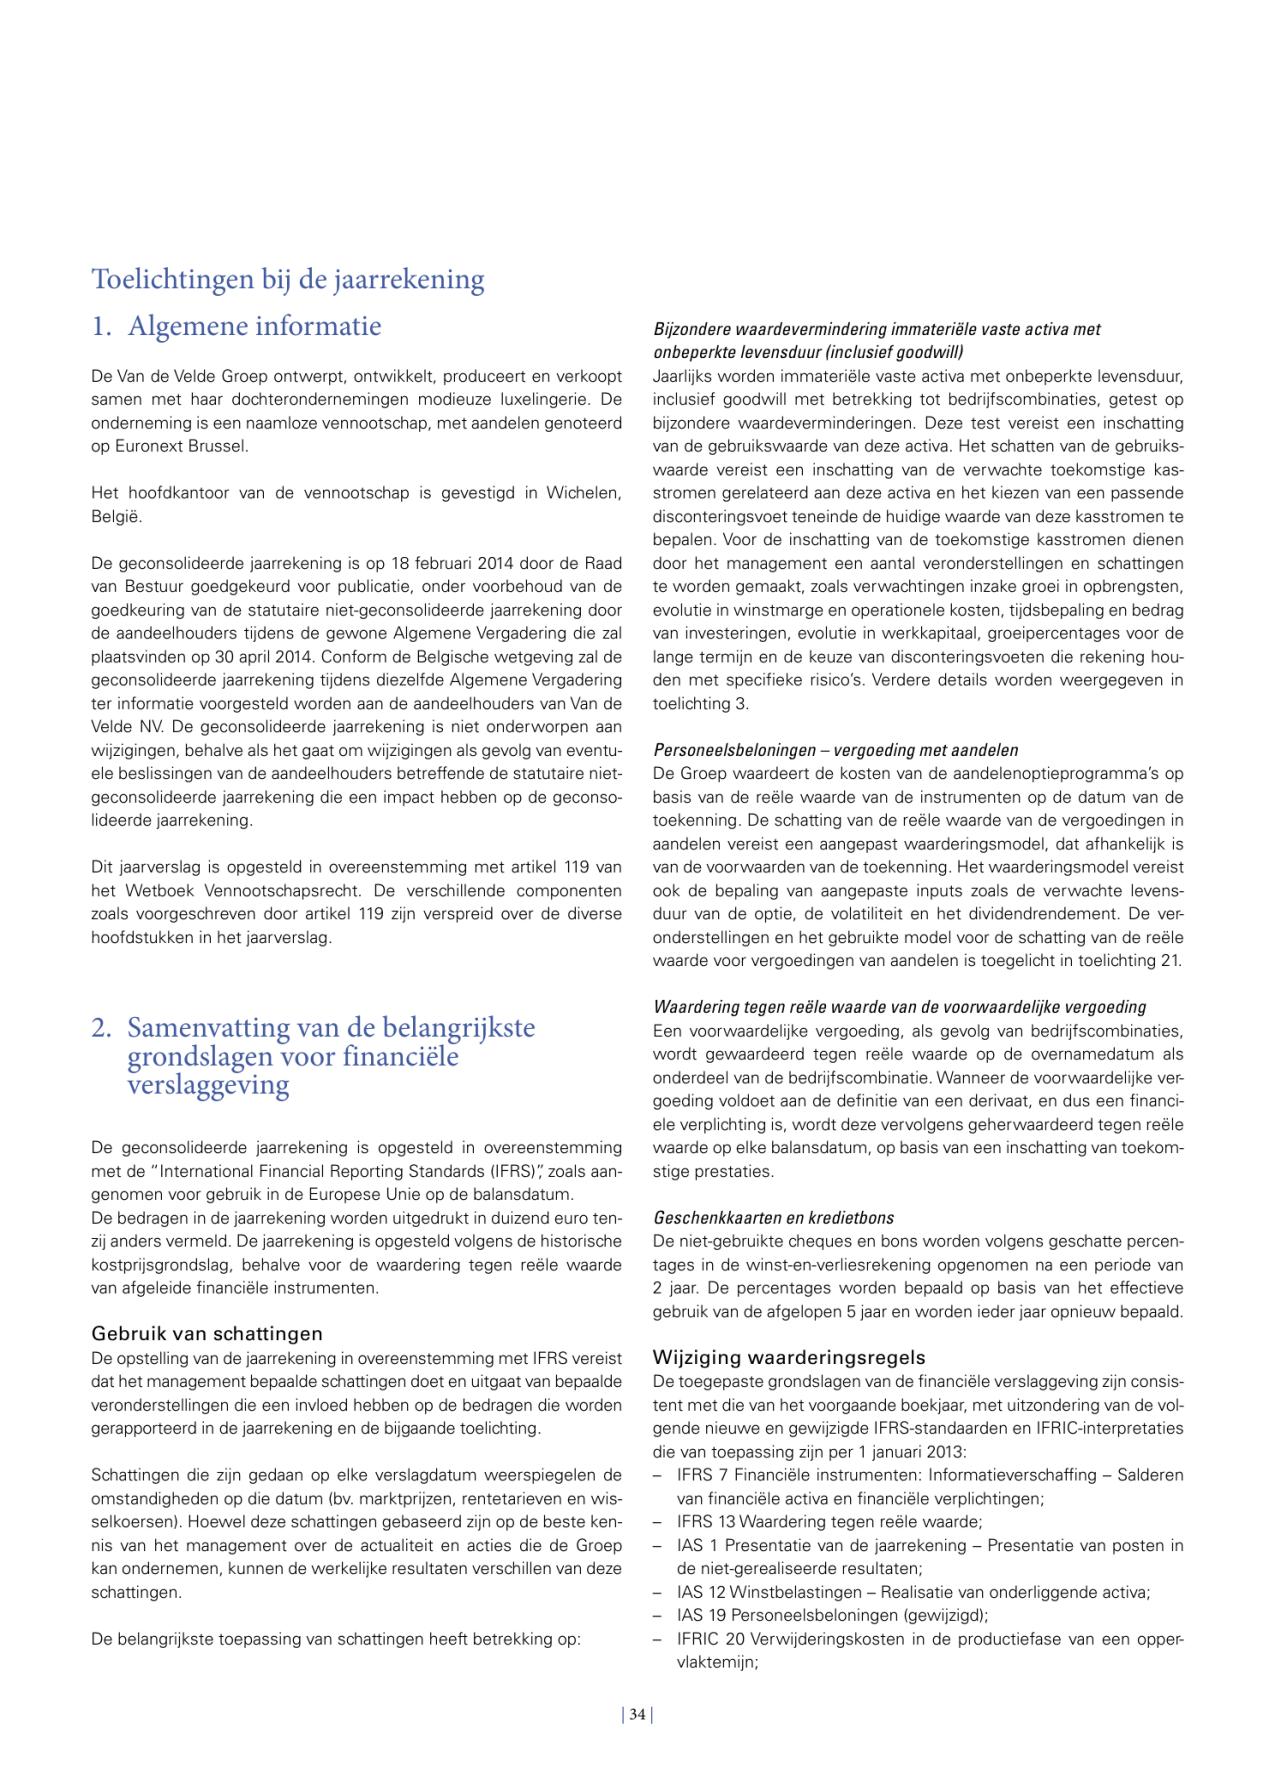 Toelichtingen bij de jaarrekening
1. Algemene informatie
De Van de Velde Groep ontwerpt, ontwikkelt, produceert en verkoopt
samen met haar dochterondernemingen modieuze luxelingerie. De
onderneming is een naamloze vennootschap, met aandelen genoteerd
op Euronext Brussel.
Het hoofdkantoor van de vennootschap is gevestigd in Wichelen,
België.
De geconsolideerde jaarrekening is op 18 februari 2014 door de Raad
van Bestuur goedgekeurd voor publicatie, onder voorbehoud van de
goedkeuring van de statutaire niet-geconsolideerde jaarrekening door
de aandeelhouders tijdens de gewone Algemene Vergadering die zal
plaatsvinden op 30 april 2014. Conform de Belgische wetgeving zal de
geconsolideerde jaarrekening tijdens diezelfde Algemene Vergadering
ter informatie voorgesteld worden aan de aandeelhouders van Van de
Velde NV. De geconsolideerde jaarrekening is niet onderworpen aan
wijzigingen, behalve als het gaat om wijzigingen als gevolg van eventu-
ele beslissingen van de aandeelhouders betreffende de statutaire niet-
geconsolideerde jaarrekening die een impact hebben op de geconso-
lideerde jaarrekening.
Dit jaarverslag is opgesteld in overeenstemming met artikel 119 van
het Wetboek Vennootschapsrecht. De verschillende componenten
zoals voorgeschreven door artikel 119 zijn verspreid over de diverse
hoofdstukken in het jaarverslag.
2. Samenvatting van de belangrijkste
grondslagen voor financiële
verslaggeving
De geconsolideerde jaarrekening is opgesteld in overeenstemming
met de “International Financial Reporting Standards (IFRS)”, zoals aan-
genomen voor gebruik in de Europese Unie op de balansdatum.
De bedragen in de jaarrekening worden uitgedrukt in duizend euro ten-
zij anders vermeld. De jaarrekening is opgesteld volgens de historische
kostprijsgrondslag, behalve voor de waardering tegen reële waarde
van afgeleide financiële instrumenten.
Gebruik van schattingen
De opstelling van de jaarrekening in overeenstemming met IFRS vereist
dat het management bepaalde schattingen doet en uitgaat van bepaalde
veronderstellingen die een invloed hebben op de bedragen die worden
gerapporteerd in de jaarrekening en de bijgaande toelichting.
Schattingen die zijn gedaan op elke verslagdatum weerspiegelen de
omstandigheden op die datum (bv. marktprijzen, rentetarieven en wis-
selkoersen). Hoewel deze schattingen gebaseerd zijn op de beste ken-
nis van het management over de actualiteit en acties die de Groep
kan ondernemen, kunnen de werkelijke resultaten verschillen van deze
schattingen.
De belangrijkste toepassing van schattingen heeft betrekking op:
Bijzondere waardevermindering immateriële vaste activa met
onbeperkte levensduur (inclusief goodwill)
Jaarlijks worden immateriële vaste activa met onbeperkte levensduur,
inclusief goodwill met betrekking tot bedrijfscombinaties, getest op
bijzondere waardeverminderingen. Deze test vereist een inschatting
van de gebruikswaarde van deze activa. Het schatten van de gebruiks-
waarde vereist een inschatting van de verwachte toekomstige kas-
stromen gerelateerd aan deze activa en het kiezen van een passende
disconteringsvoet teneinde de huidige waarde van deze kasstromen te
bepalen. Voor de inschatting van de toekomstige kasstromen dienen
door het management een aantal veronderstellingen en schattingen
te worden gemaakt, zoals verwachtingen inzake groei in opbrengsten,
evolutie in winstmarge en operationele kosten, tijdsbepaling en bedrag
van investeringen, evolutie in werkkapitaal, groeipercentages voor de
lange termijn en de keuze van disconteringsvoeten die rekening hou-
den met specifieke risico’s. Verdere details worden weergegeven in
toelichting 3.
Personeelsbeloningen – vergoeding met aandelen
De Groep waardeert de kosten van de aandelenoptieprogramma’s op
basis van de reële waarde van de instrumenten op de datum van de
toekenning. De schatting van de reële waarde van de vergoedingen in
aandelen vereist een aangepast waarderingsmodel, dat afhankelijk is
van de voorwaarden van de toekenning. Het waarderingsmodel vereist
ook de bepaling van aangepaste inputs zoals de verwachte levens-
duur van de optie, de volatiliteit en het dividendrendement. De ver-
onderstellingen en het gebruikte model voor de schatting van de reële
waarde voor vergoedingen van aandelen is toegelicht in toelichting 21.
Waardering tegen reële waarde van de voorwaardelijke vergoeding
Een voorwaardelijke vergoeding, als gevolg van bedrijfscombinaties,
wordt gewaardeerd tegen reële waarde op de overnamedatum als
onderdeel van de bedrijfscombinatie. Wanneer de voorwaardelijke ver-
goeding voldoet aan de definitie van een derivaat, en dus een financi-
ele verplichting is, wordt deze vervolgens geherwaardeerd tegen reële
waarde op elke balansdatum, op basis van een inschatting van toekom-
stige prestaties.
Geschenkkaarten en kredietbons
De niet-gebruikte cheques en bons worden volgens geschatte percen-
tages in de winst-en-verliesrekening opgenomen na een periode van
2 jaar. De percentages worden bepaald op basis van het effectieve
gebruik van de afgelopen 5 jaar en worden ieder jaar opnieuw bepaald.
Wijziging waarderingsregels
De toegepaste grondslagen van de financiële verslaggeving zijn consis-
tent met die van het voorgaande boekjaar, met uitzondering van de vol-
gende nieuwe en gewijzigde IFRS-standaarden en IFRIC-interpretaties
die van toepassing zijn per 1 januari 2013:
– IFRS 7 Financiële instrumenten: Informatieverschaffing – Salderen
van financiële activa en financiële verplichtingen;
– IFRS 13 Waardering tegen reële waarde;
– IAS 1 Presentatie van de jaarrekening – Presentatie van posten in
de niet-gerealiseerde resultaten;
– IAS 12 Winstbelastingen – Realisatie van onderliggende activa;
– IAS 19 Personeelsbeloningen (gewijzigd);
– IFRIC 20 Verwijderingskosten in de productiefase van een opper-
vlaktemijn;
| 34 |